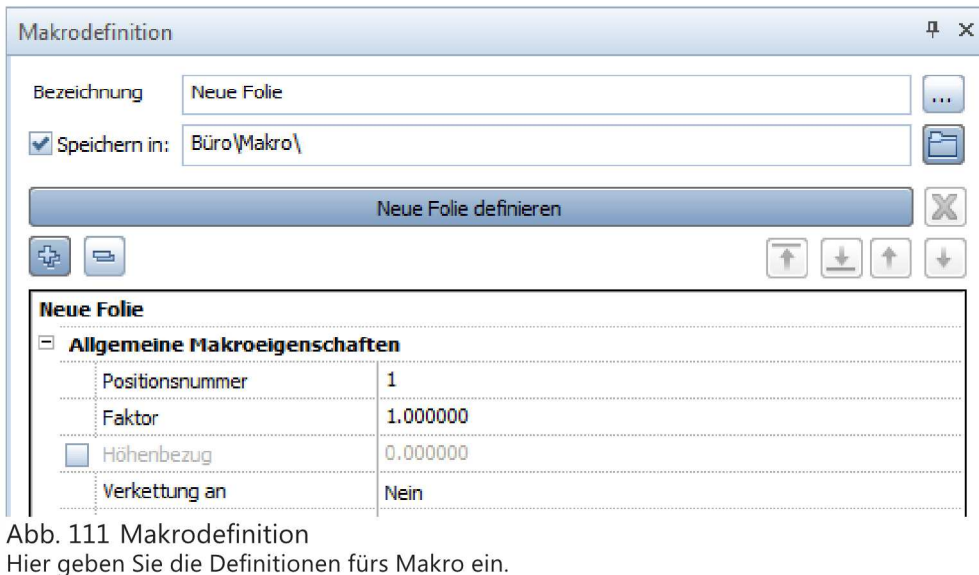 Makrodefinition
Bezeichnung Neue Folie ...
Speichern in: Büro\Makro\
Neue Folie definieren
Neue Folie
Allgemeine Makroeigenschaften
Positionsnummer 1
Faktor 1.000000
Höhenbezug 0.000000
Verkettung an Nein
Abb. 111 Makrodefinition
Hier geben Sie die Definitionen fürs Makro ein.